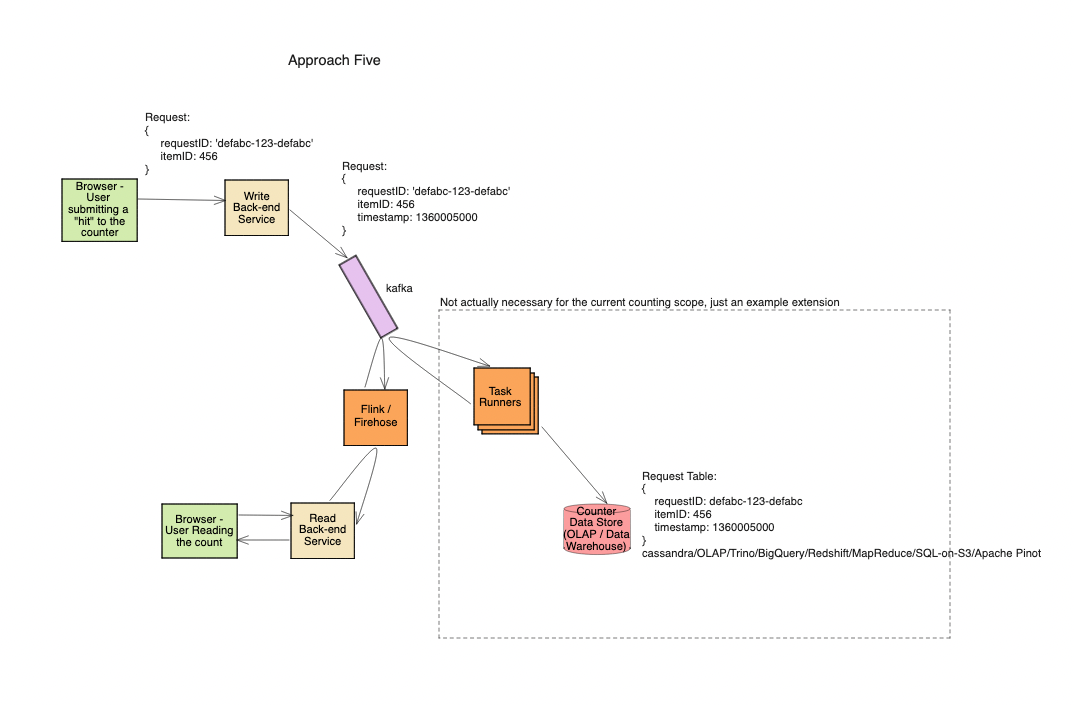 Approach Five
Request:
{
requestID: 'defabc-123-defabc'
itemID: 456
}
Request:
{
requestID: 'defabc-123-defabc'
itemID: 456
timestamp: 1360005000
}
Browser -
User
submitting a
"hit" to the
counter
Write
Back-end
Service
kafka
Not actually necessary for the current counting scope, just an example extension
Task
Runners
Flink /
Firehose
Browser -
User Reading
the count
Read
Back-end
Service
Counter
Data Store
(OLAP / Data
Warehouse)
Request Table:
{
requestID: defabc-123-defabc
itemID: 456
timestamp: 1360005000
}
cassandra/OLAP/Trino/BigQuery/Redshift/MapReduce/SQL-on-S3/Apache Pinot